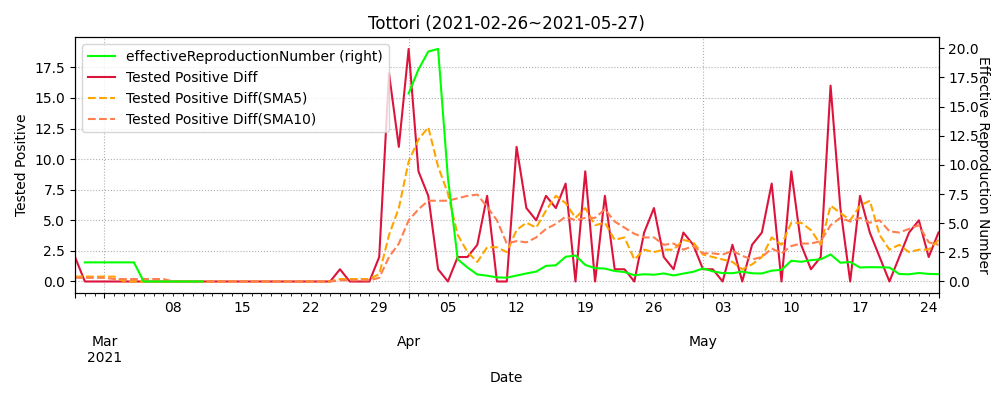 Tottori (2021-02-26~2021-05-27)
effectiveReproductionNumber (right)
Tested Positive Diff
Tested Positive Diff(SMA5)
Tested Positive Diff(SMA10)
Tested Positive
17.5
15.0
12.5
10.0
7.5
5.0
2.5
0.0
20.0
17.5
15.0
12.5
10.0
7.5
5.0
2.5
0.0
Effective Reproduction Number
08 15 22 29 05 12 19 26 03 10 17 24
Mar Apr May
2021
Date